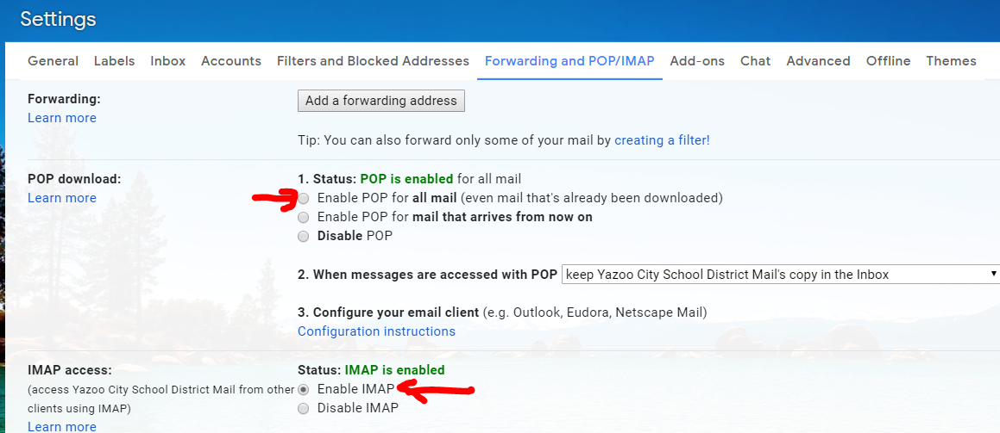 Settings
General Labels Inbox Accounts Filters and Blocked Addresses Forwarding and POP/IMAP Add-ons Chat Advanced Offline Themes
Forwarding:
Learn more
Add a forwarding address
Tip: You can also forward only some of your mail by creating a filter!
POP download:
Learn more
1. Status: POP is enabled for all mail
Enable POP for all mail (even mail that's already been downloaded)
Enable POP for mail that arrives from now on
Disable POP
2. When messages are accessed with POP keep Yazoo City School District Mail's copy in the Inbox
3. Configure your email client (e.g. Outlook, Eudora, Netscape Mail)
Configuration instructions
IMAP access:
(access Yazoo City School District Mail from other
clients using IMAP)
Learn more
Status: IMAP is enabled
Enable IMAP
Disable IMAP